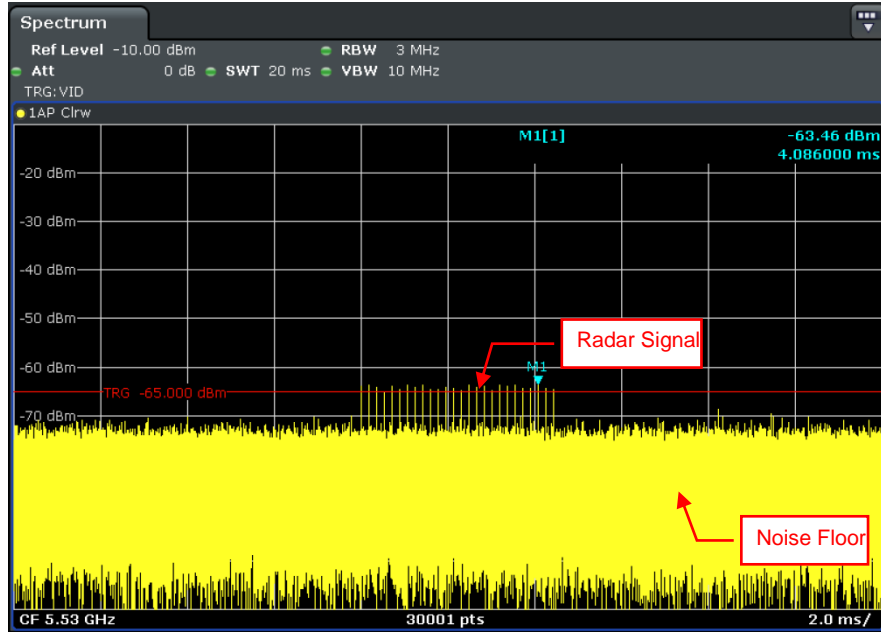 Spectrum
Ref Level -10.00 dBm RBW 3 MHz
Att 0 dB SWT 20 ms VBW 10 MHz
TRG:VID
1AP Clrw
M1[1] -63.46 dBm
4.086000 ms
-20 dBm
-30 dBm
-40 dBm
-50 dBm
Radar Signal
-60 dBm
M1
TRG -65.000 dBm
-70 dBm
Noise Floor
CF 5.53 GHz 30001 pts 2.0 ms/